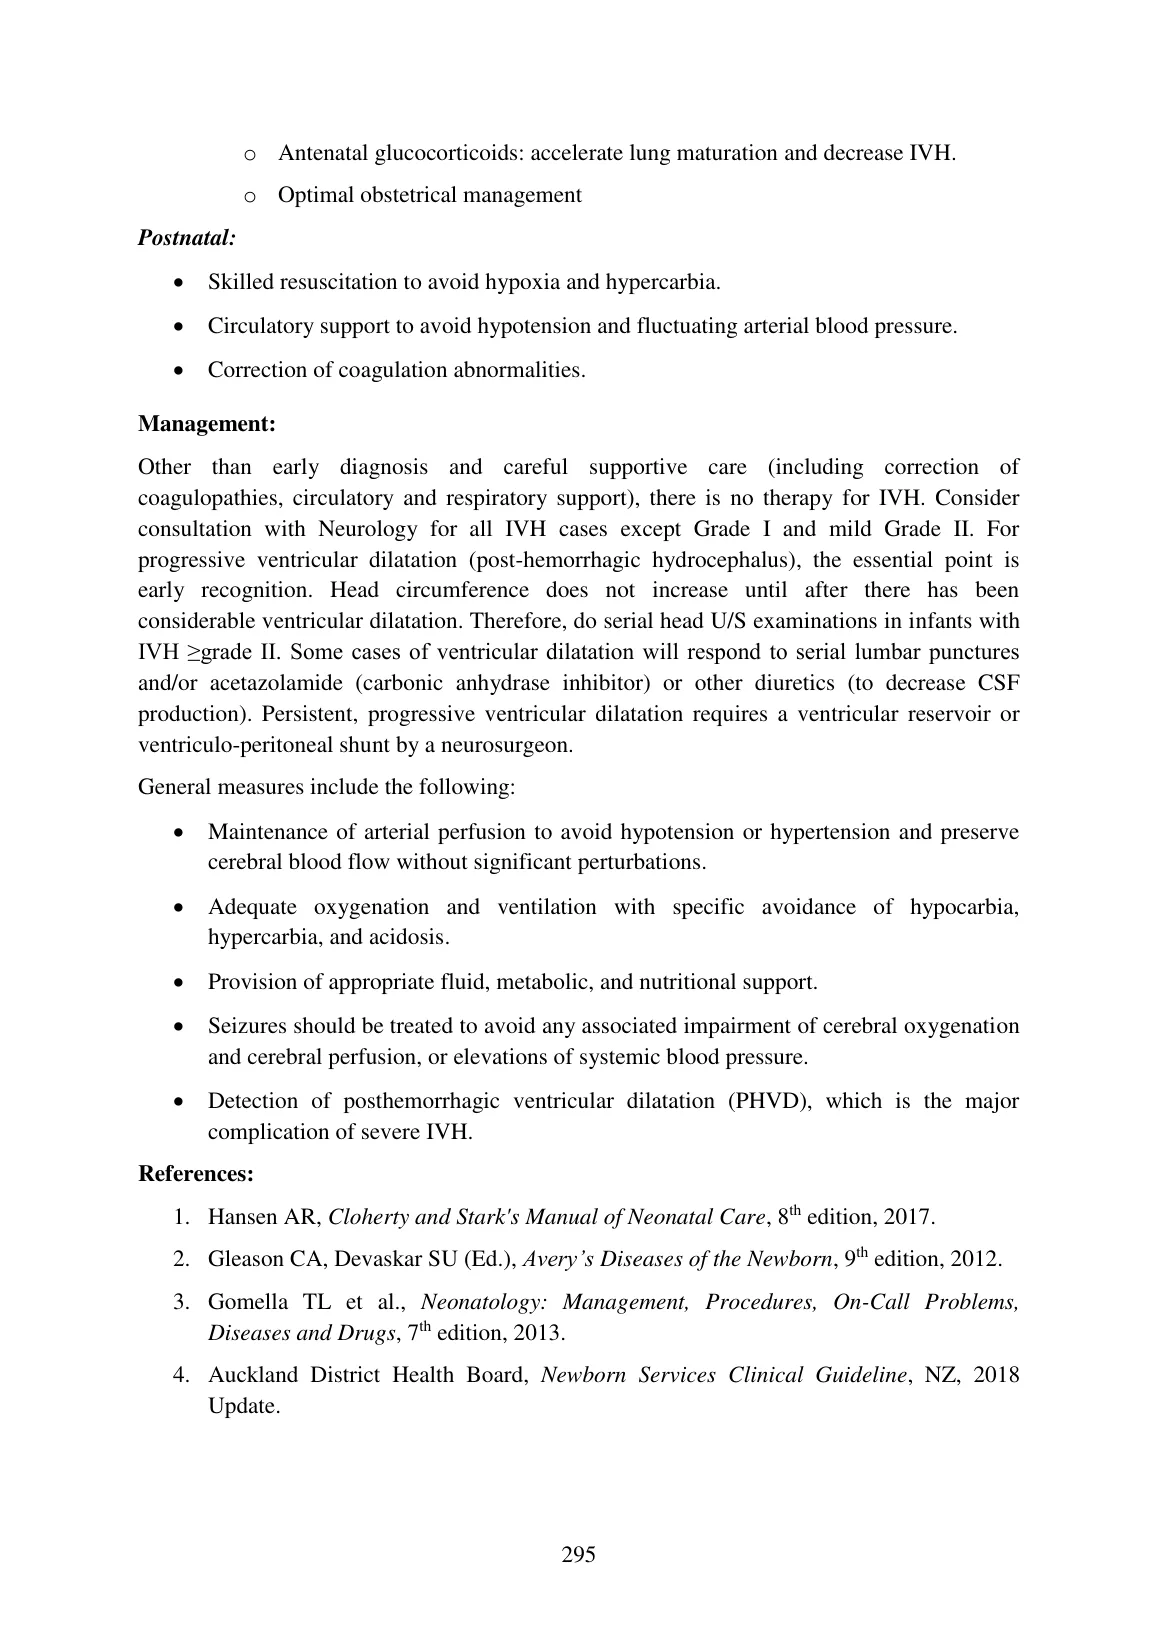 o Antenatal glucocorticoids: accelerate lung maturation and decrease IVH.
o Optimal obstetrical management
Postnatal:
• Skilled resuscitation to avoid hypoxia and hypercarbia.
• Circulatory support to avoid hypotension and fluctuating arterial blood pressure.
• Correction of coagulation abnormalities.
Management:
Other than early diagnosis and careful supportive care (including correction of
coagulopathies, circulatory and respiratory support), there is no therapy for IVH. Consider
consultation with Neurology for all IVH cases except Grade I and mild Grade II. For
progressive ventricular dilatation (post-hemorrhagic hydrocephalus), the essential point is
early recognition. Head circumference does not increase until after there has been
considerable ventricular dilatation. Therefore, do serial head U/S examinations in infants with
IVH ≥grade II. Some cases of ventricular dilatation will respond to serial lumbar punctures
and/or acetazolamide (carbonic anhydrase inhibitor) or other diuretics (to decrease CSF
production). Persistent, progressive ventricular dilatation requires a ventricular reservoir or
ventriculo-peritoneal shunt by a neurosurgeon.
General measures include the following:
• Maintenance of arterial perfusion to avoid hypotension or hypertension and preserve
cerebral blood flow without significant perturbations.
• Adequate oxygenation and ventilation with specific avoidance of hypocarbia,
hypercarbia, and acidosis.
• Provision of appropriate fluid, metabolic, and nutritional support.
• Seizures should be treated to avoid any associated impairment of cerebral oxygenation
and cerebral perfusion, or elevations of systemic blood pressure.
• Detection of posthemorrhagic ventricular dilatation (PHVD), which is the major
complication of severe IVH.
References:
1. Hansen AR, Cloherty and Stark's Manual of Neonatal Care, 8th edition, 2017.
2. Gleason CA, Devaskar SU (Ed.), Avery’s Diseases of the Newborn, 9th edition, 2012.
3. Gomella TL et al., Neonatology: Management, Procedures, On-Call Problems,
Diseases and Drugs, 7th edition, 2013.
4. Auckland District Health Board, Newborn Services Clinical Guideline, NZ, 2018
Update.
295